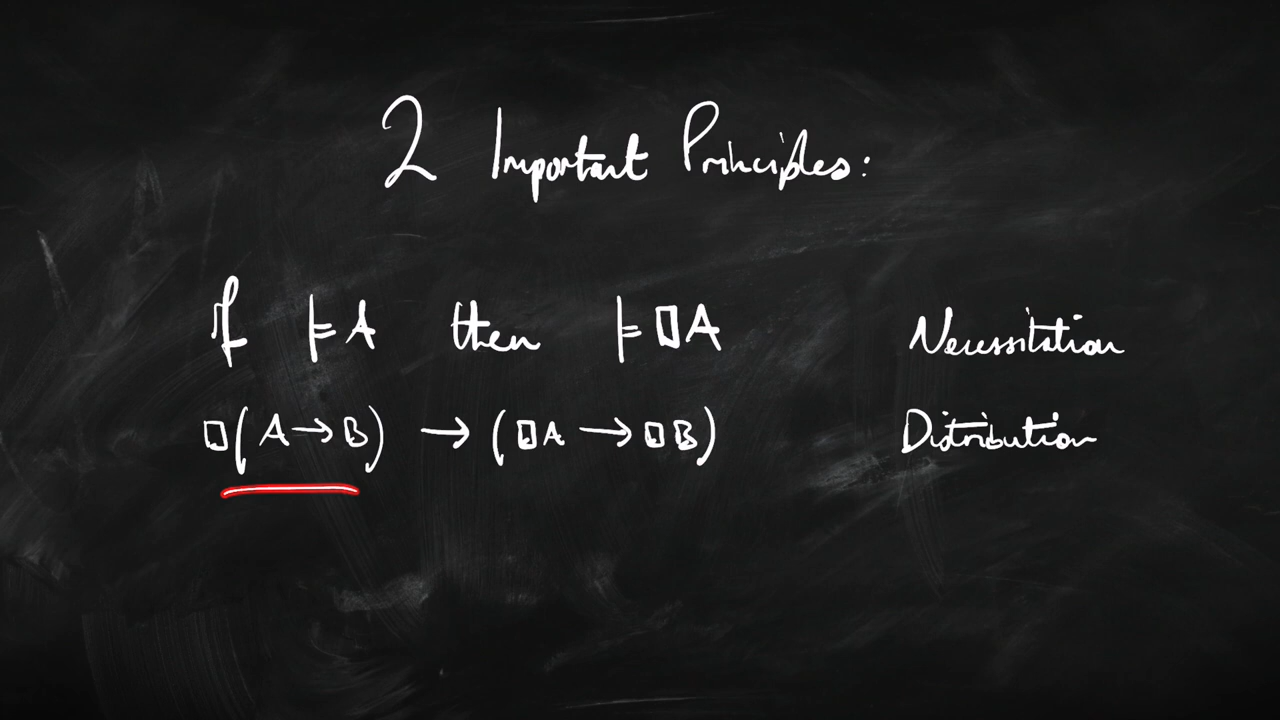 2 Important Principles:
If ⊨ A then ⊨ □A Necessitation
□(A → B) → (□A → □B) Distribution